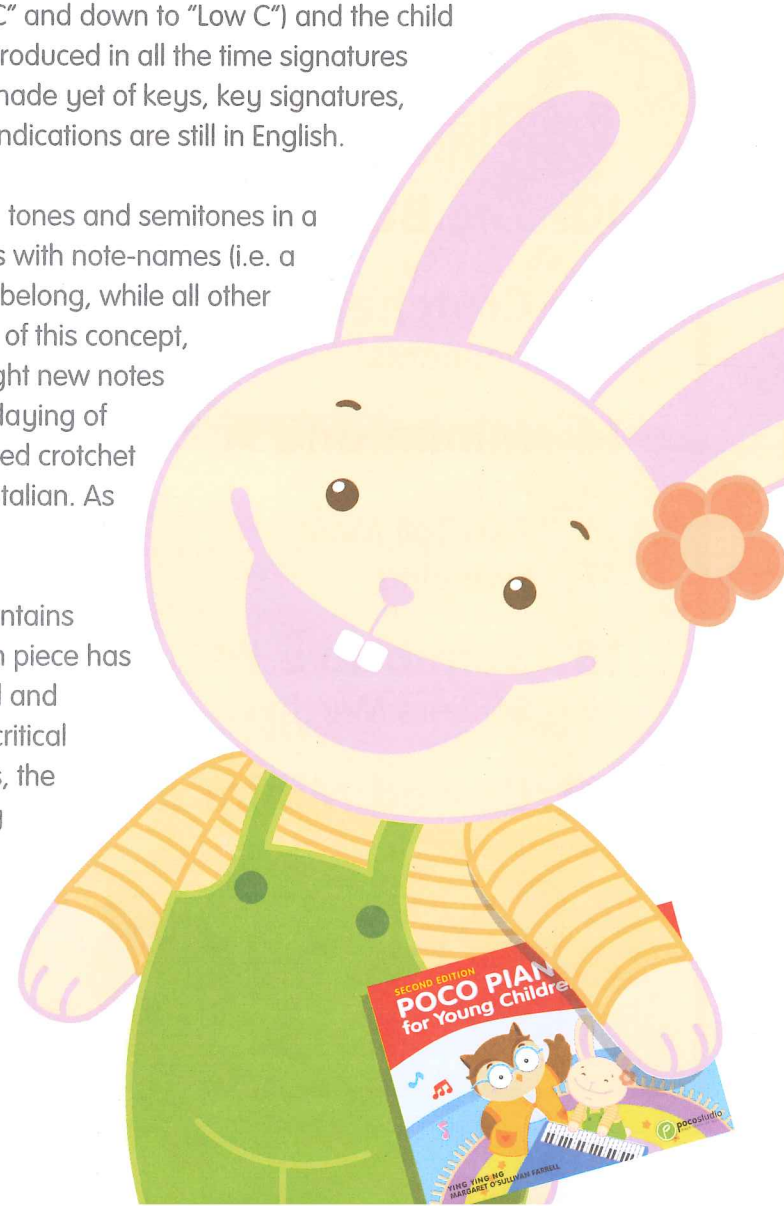 C" and down to "Low C") and the child
roduced in all the time signatures
nade yet of keys, key signatures,
ndications are still in English.
tones and semitones in a
s with note-names (i.e. a
belong, while all other
of this concept,
ght new notes
laying of
ed crotchet
talian. As
ntains
n piece has
l and
critical
s, the
g
SECOND EDITION
POCO PIAN
for Young Childre
pocostudio
YING YING NG
MARGARET O'SULLIVAN FARRELL